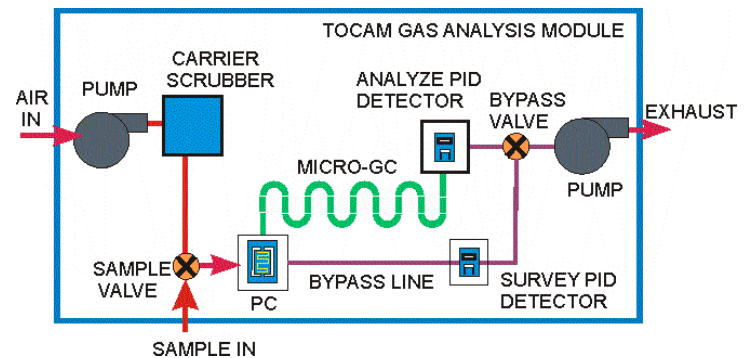 TOCAM GAS ANALYSIS MODULE
CARRIER
SCRUBBER
PUMP
AIR
IN
ANALYZE PID
DETECTOR
BYPASS
VALVE
EXHAUST
MICRO-GC
PUMP
SAMPLE
VALVE
PC
BYPASS LINE
SURVEY PID
DETECTOR
SAMPLE IN